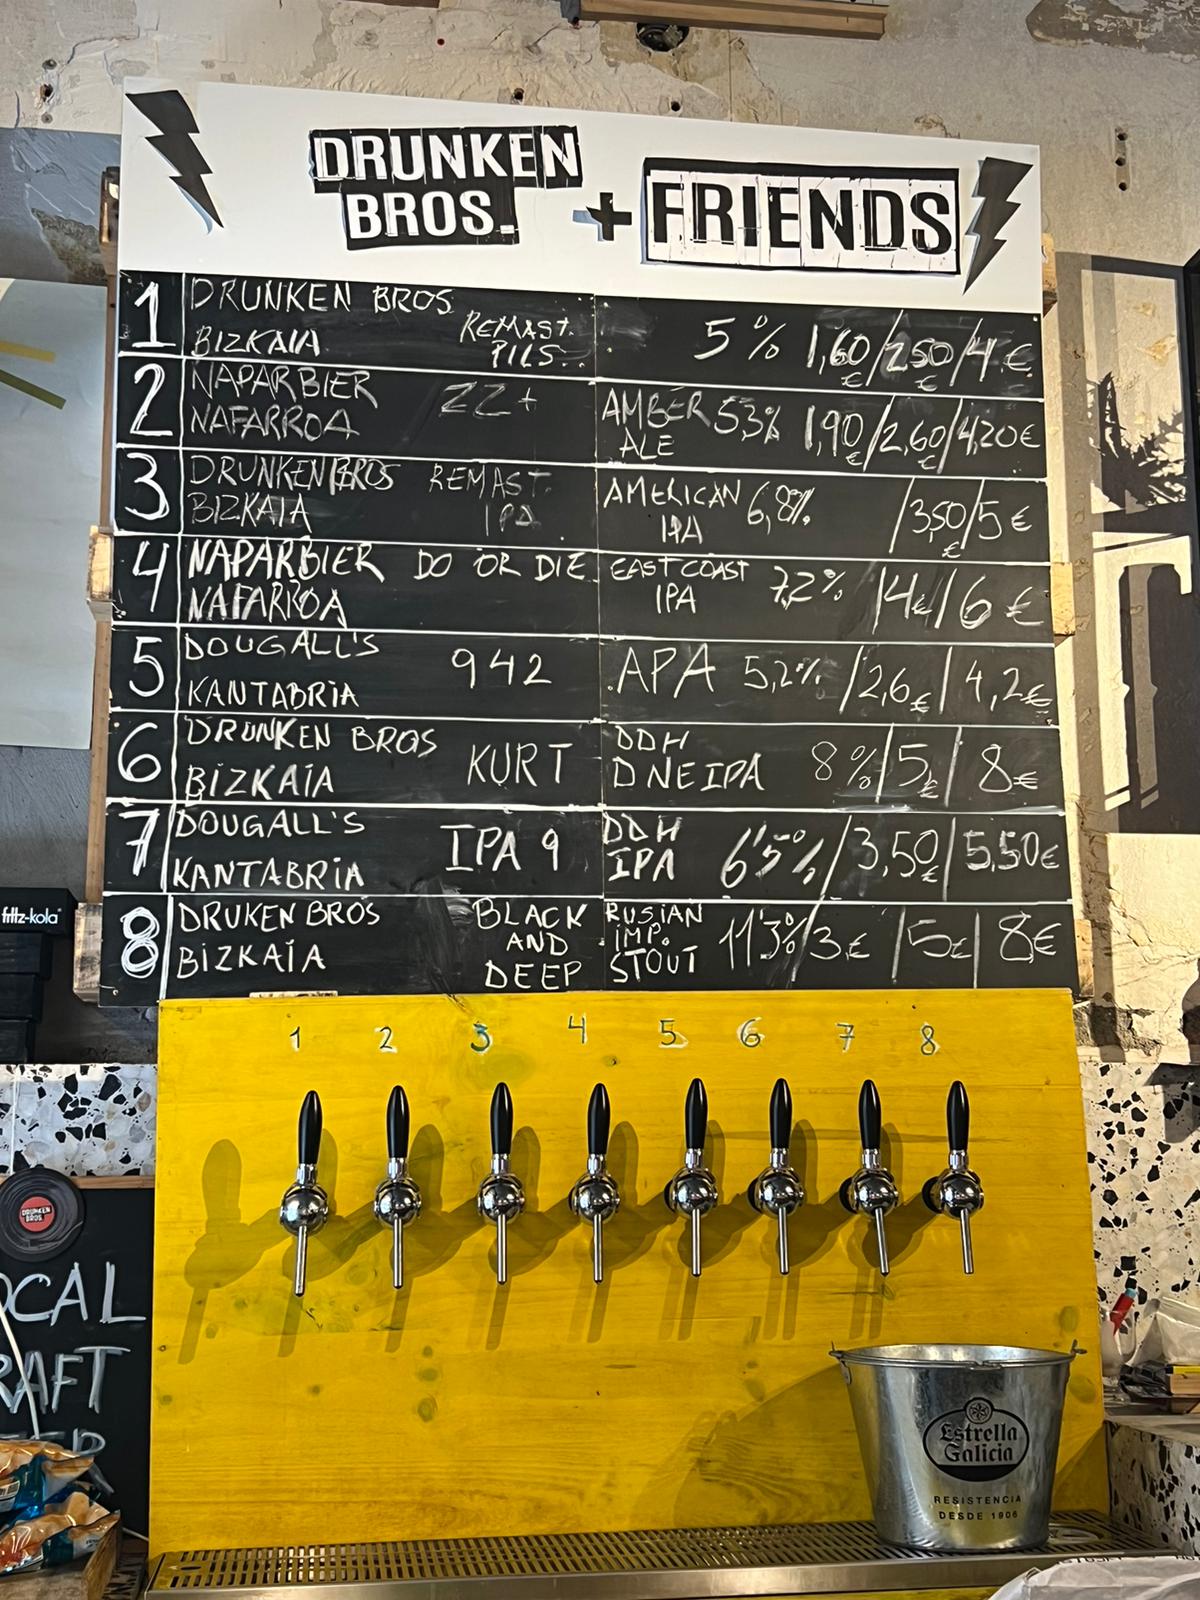 DRUNKEN
BROS. + FRIENDS
1 DRUNKEN BROS.
BIZKAIA REMAST. PILS. 5% 1,60€/2,50€/4€
2 NAPARBIER
NAFARROA ZZ+ AMBER ALE 5,3% 1,90€/2,60€/4,20€
3 DRUNKEN BROS
BIZKAIA REMAST. IPA AMERICAN IPA 6,8% /3,50€/5€
4 NAPARBIER DO OR DIE
NAFARROA EAST COAST IPA 7,2% /4€/6€
5 DOUGALL'S
KANTABRIA 942 APA 5,2% /2,6€/4,2€
6 DRUNKEN BROS
BIZKAIA KURT DDH DNEIPA 8%/5€/8€
7 DOUGALL'S
KANTABRIA IPA 9 DDH IPA 6'5%/3,50€/5,50€
8 DRUKEN BROS
BIZKAIA BLACK AND DEEP RUSIAN IMP. STOUT 11'3%/3€/5€/8€
fritz-kola
1 2 3 4 5 6 7 8
DRUNKEN
BROS.
OCAL
RAFT
Estrella
Galicia
RESISTENCIA
DESDE 1906